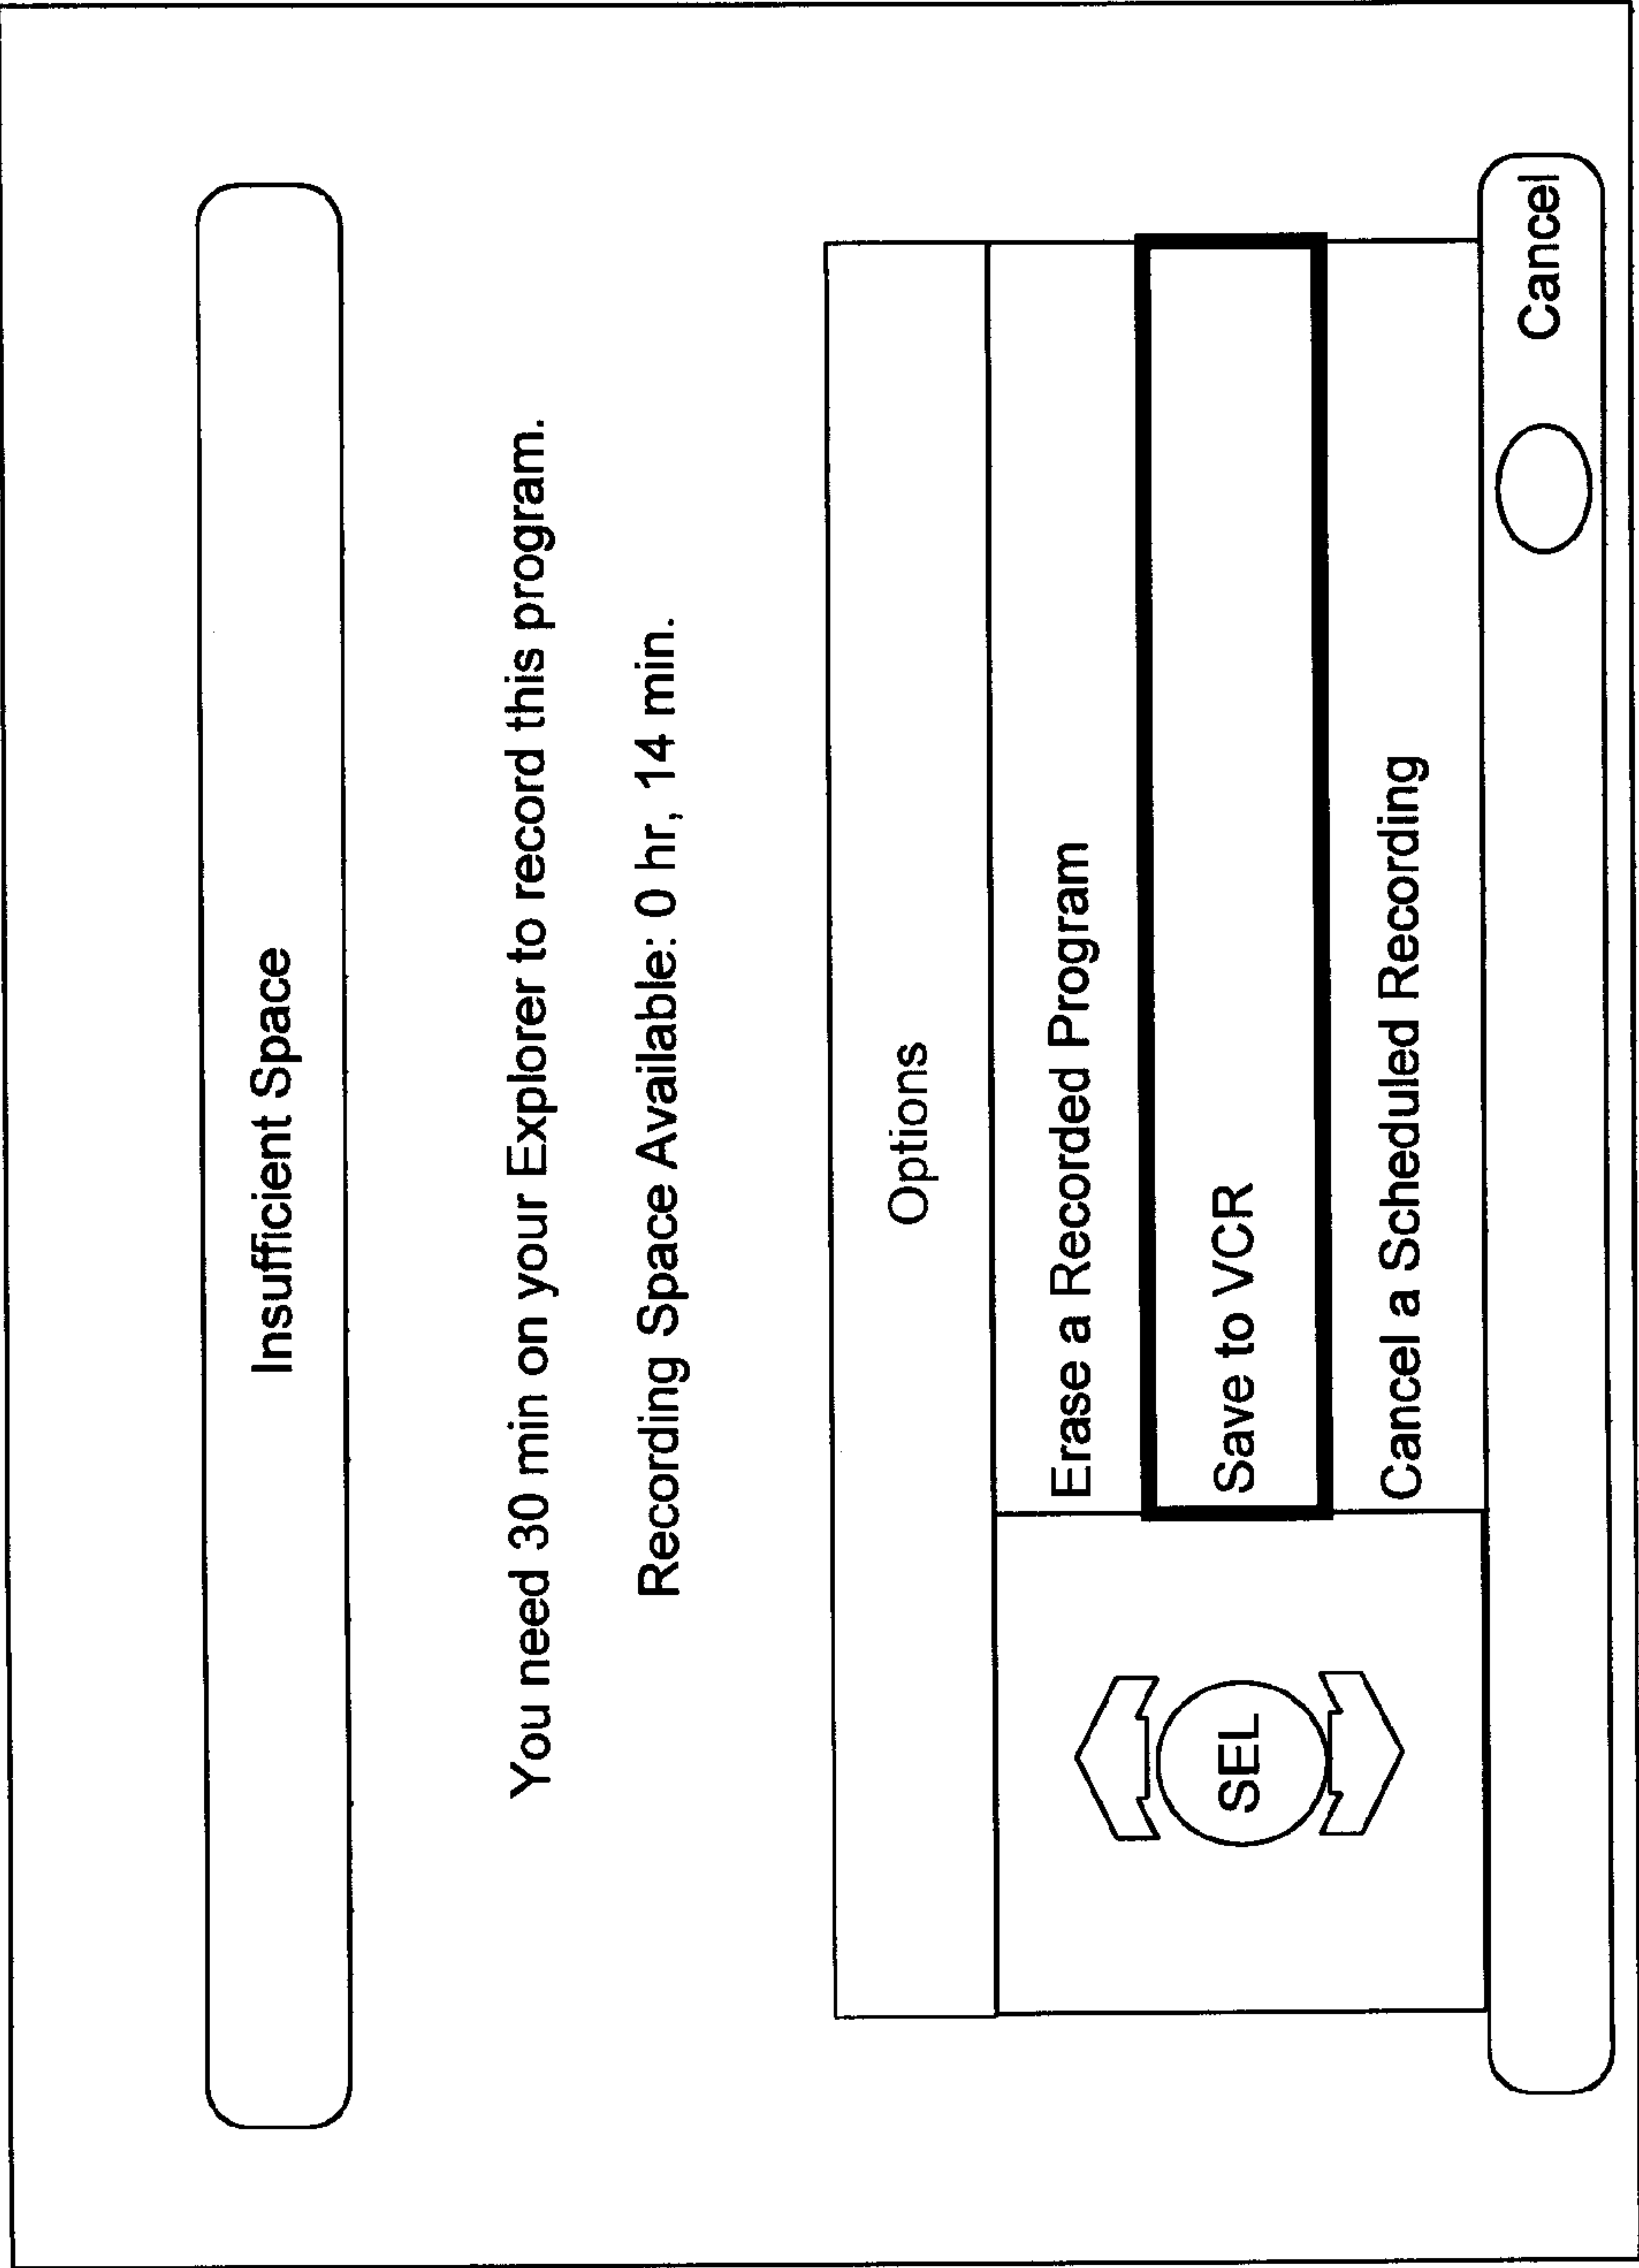 Insufficient Space
You need 30 min on your Explorer to record this program.
Recording Space Available: 0 hr, 14 min.
Options
Erase a Recorded Program
SEL
Save to VCR
Cancel a Scheduled Recording
Cancel